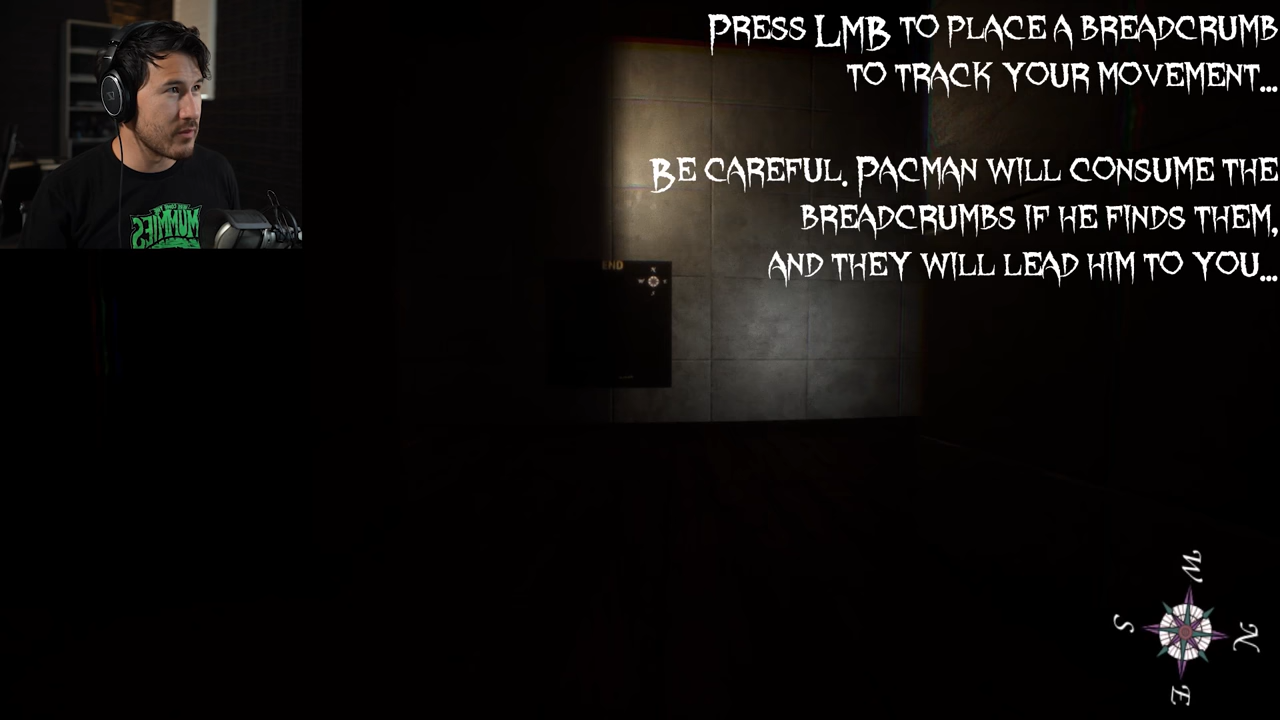 PRESS LMB TO PLACE A BREADCRUMB
TO TRACK YOUR MOVEMENT...
BE CAREFUL. PACMAN WILL CONSUME THE
BREADCRUMBS IF HE FINDS THEM,
AND THEY WILL LEAD HIM TO YOU...
END
MUMMIES
W
S
N
E